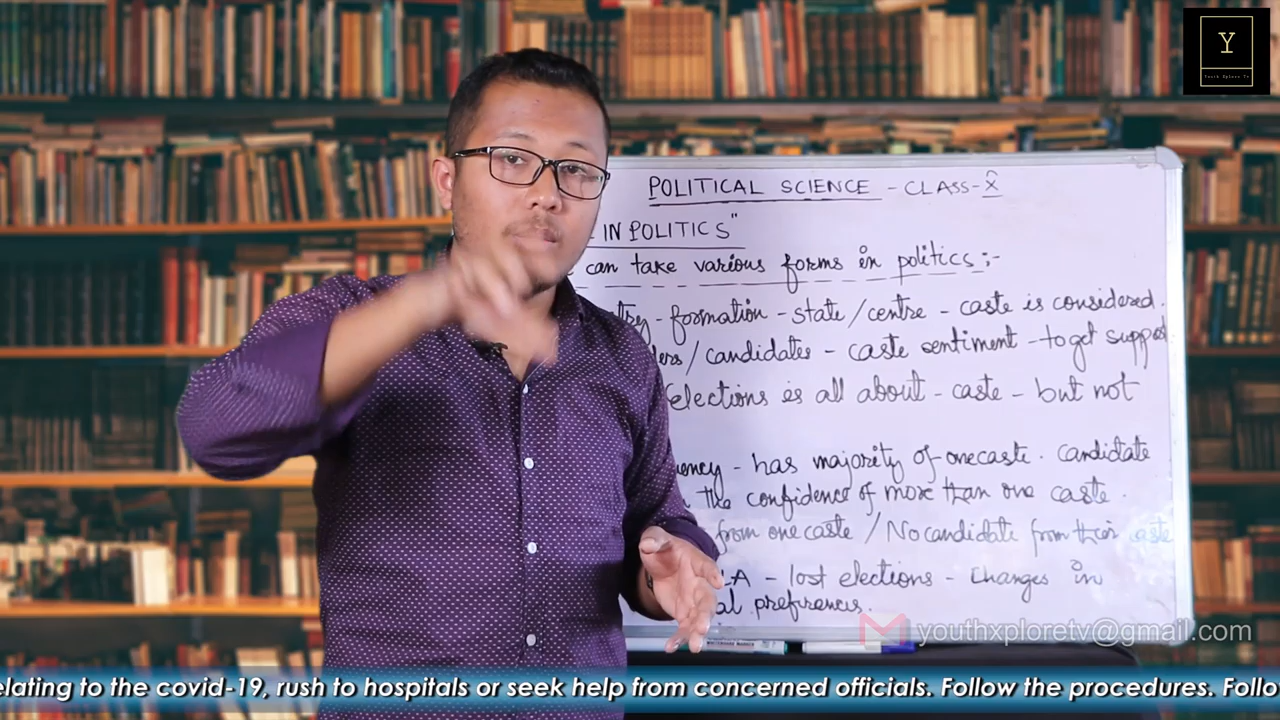 Y
POLITICAL SCIENCE - CLASS-X
IN POLITICS"
can take various forms in politics :-
- formation - state/centre - caste is considered.
/candidates - caste sentiment - to get support
Elections is all about - caste - but not
- has majority of one caste. Candidate
the confidence of more than one caste.
from one caste / No candidate from their caste
- lost elections - Changes in
youthxploretv@gmail.com
elating to the covid-19, rush to hospitals or seek help from concerned officials. Follow the procedures. Follo